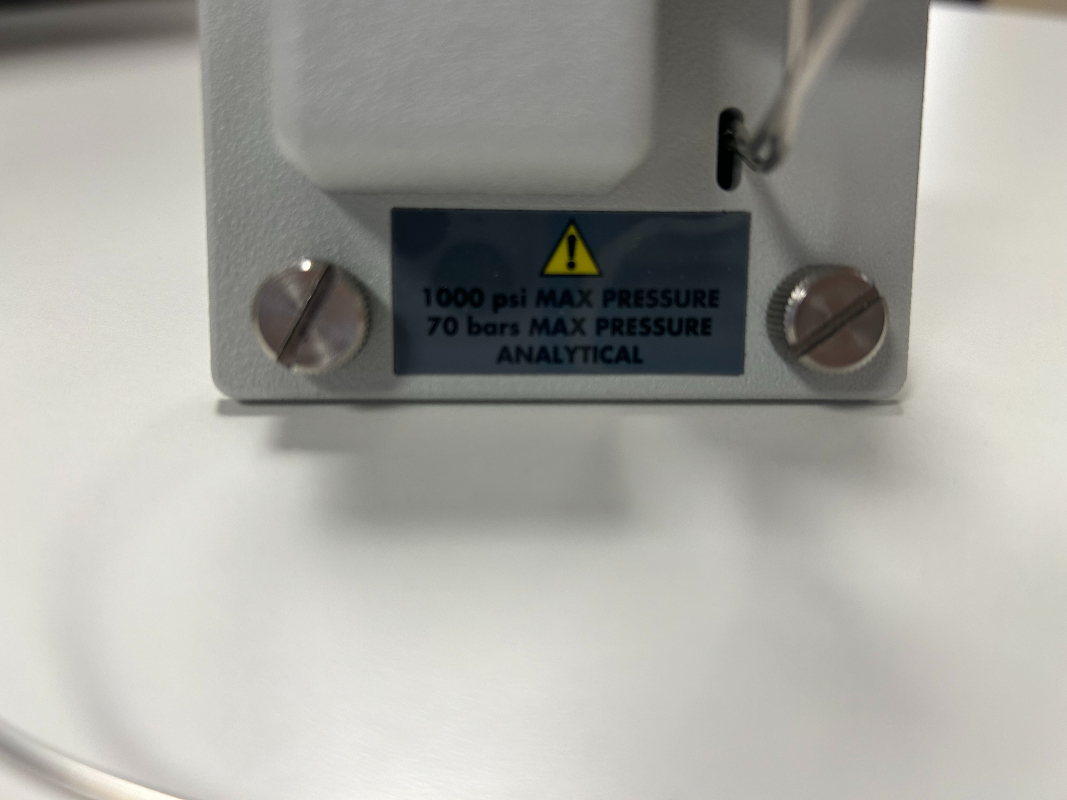 1000 psi MAX PRESSURE
70 bars MAX PRESSURE
ANALYTICAL